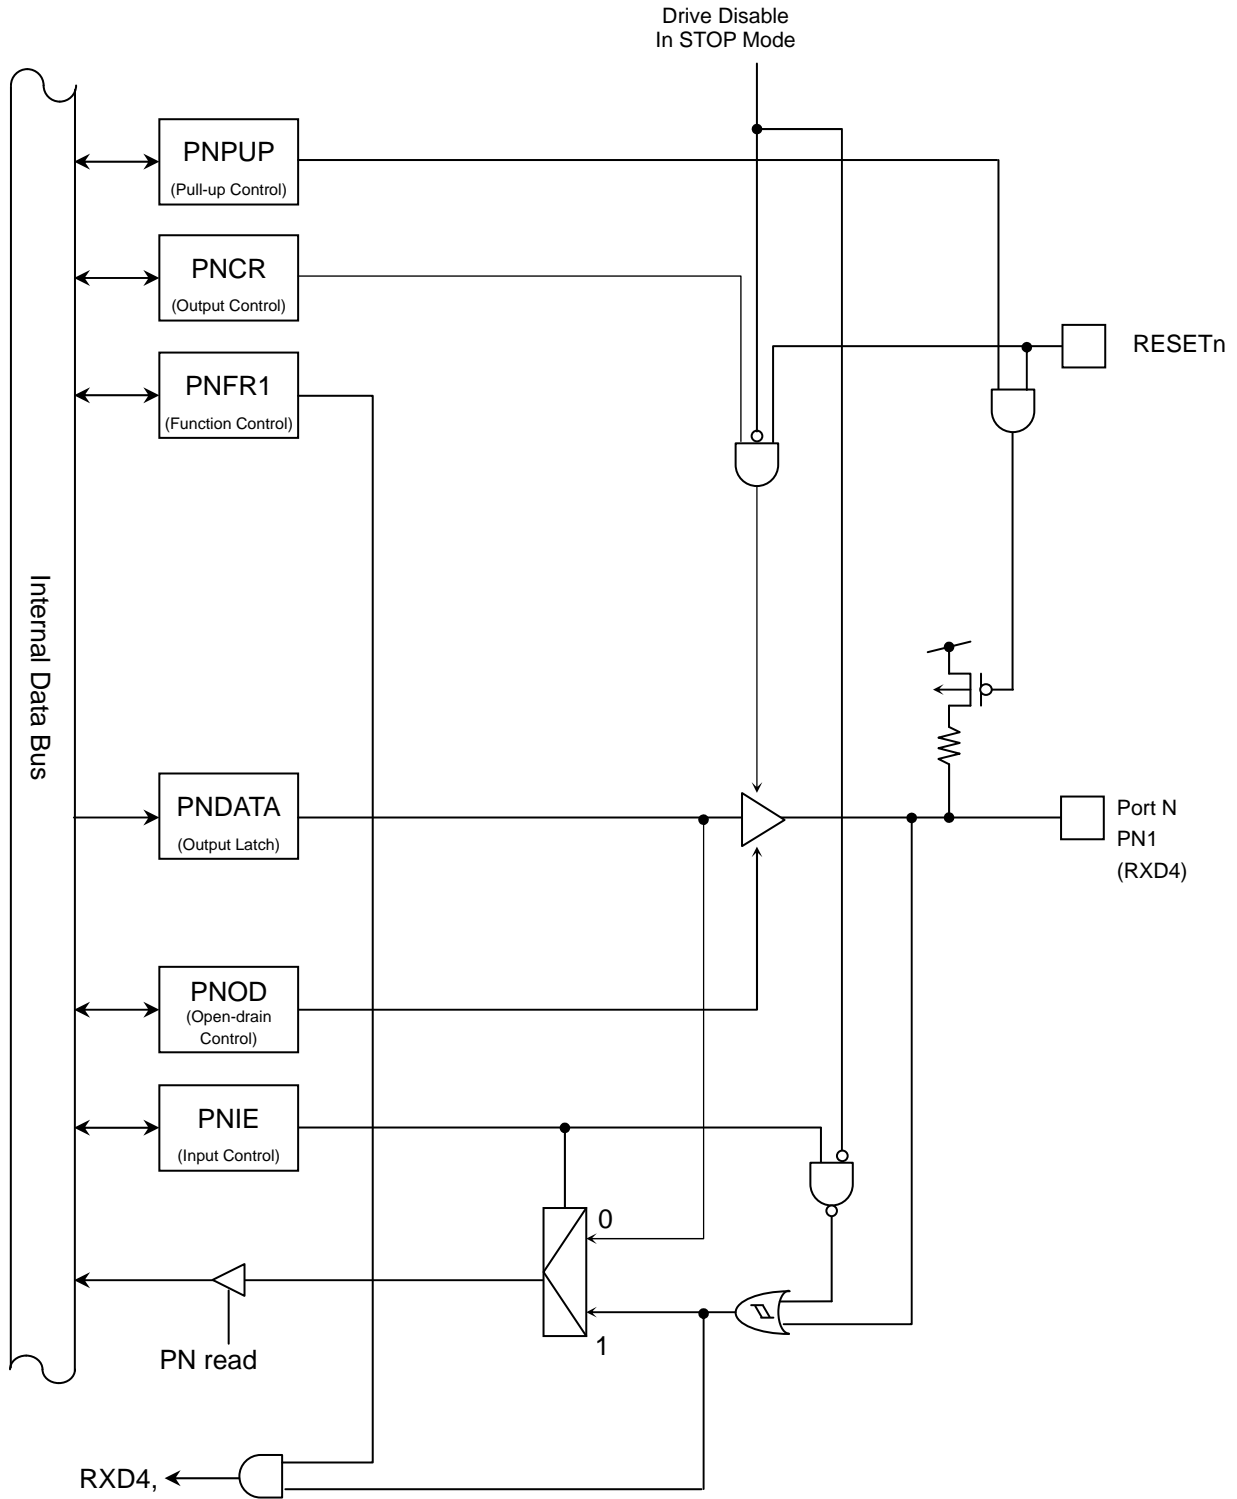 Drive Disable
In STOP Mode
PNPUP
(Pull-up Control)
PNCR
(Output Control)
RESETn
PNFR1
(Function Control)
Internal Data Bus
PNDATA
(Output Latch)
Port N
PN1
(RXD4)
PNOD
(Open-drain
Control)
PNIE
(Input Control)
0
1
PN read
RXD4,